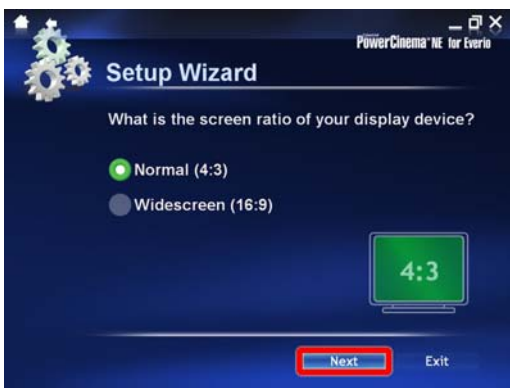 PowerCinema NE for Everio
Setup Wizard
What is the screen ratio of your display device?
Normal (4:3)
Widescreen (16:9)
4:3
Next
Exit